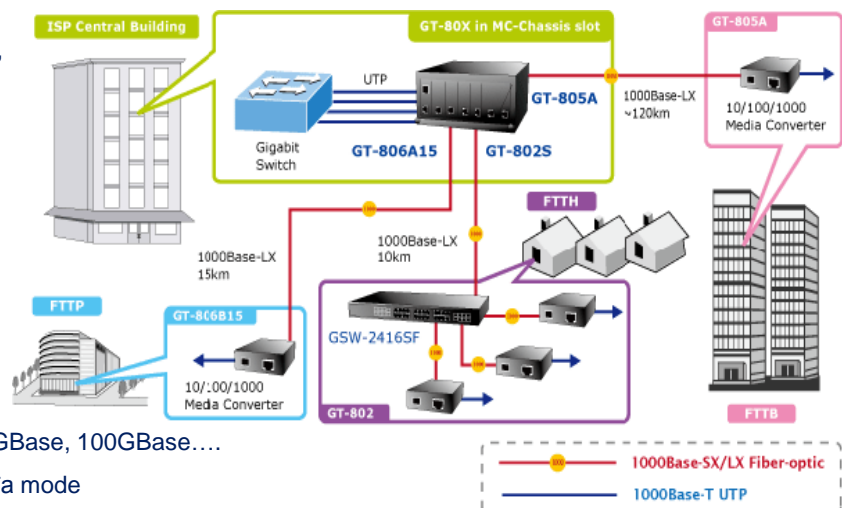 ISP Central Building
GT-80X in MC-Chassis slot
GT-805A
UTP
GT-805A
1000Base-LX
~120km
10/100/1000
Media Converter
Gigabit
Switch
GT-806A15
GT-802S
FTTH
1000Base-LX
15km
1000Base-LX
10km
FTTP
GT-806B15
GSW-2416SF
10/100/1000
Media Converter
GT-802
FTTB
GBase, 100GBase….
a mode
1000Base-SX/LX Fiber-optic
1000Base-T UTP